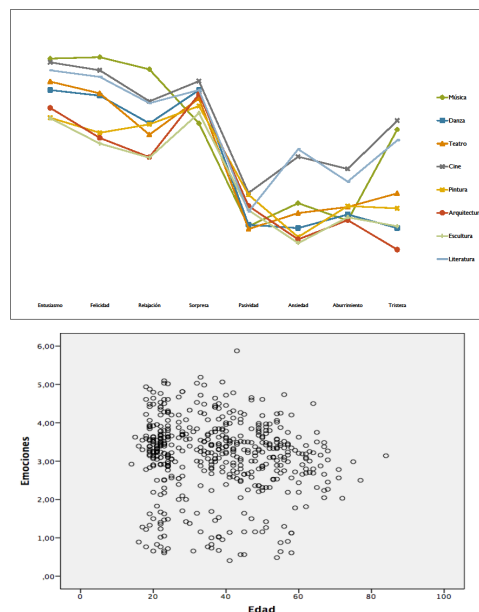 Música
Danza
Teatro
Cine
Pintura
Arquitectur
Escultura
Literatura
Entusiasmo Felicidad Relajación Sorpresa Pasividad Ansiedad Aburrimiento Tristeza
6,00
5,00
4,00
3,00
2,00
1,00
,00
Emociones
0 20 40 60 80 100
Edad